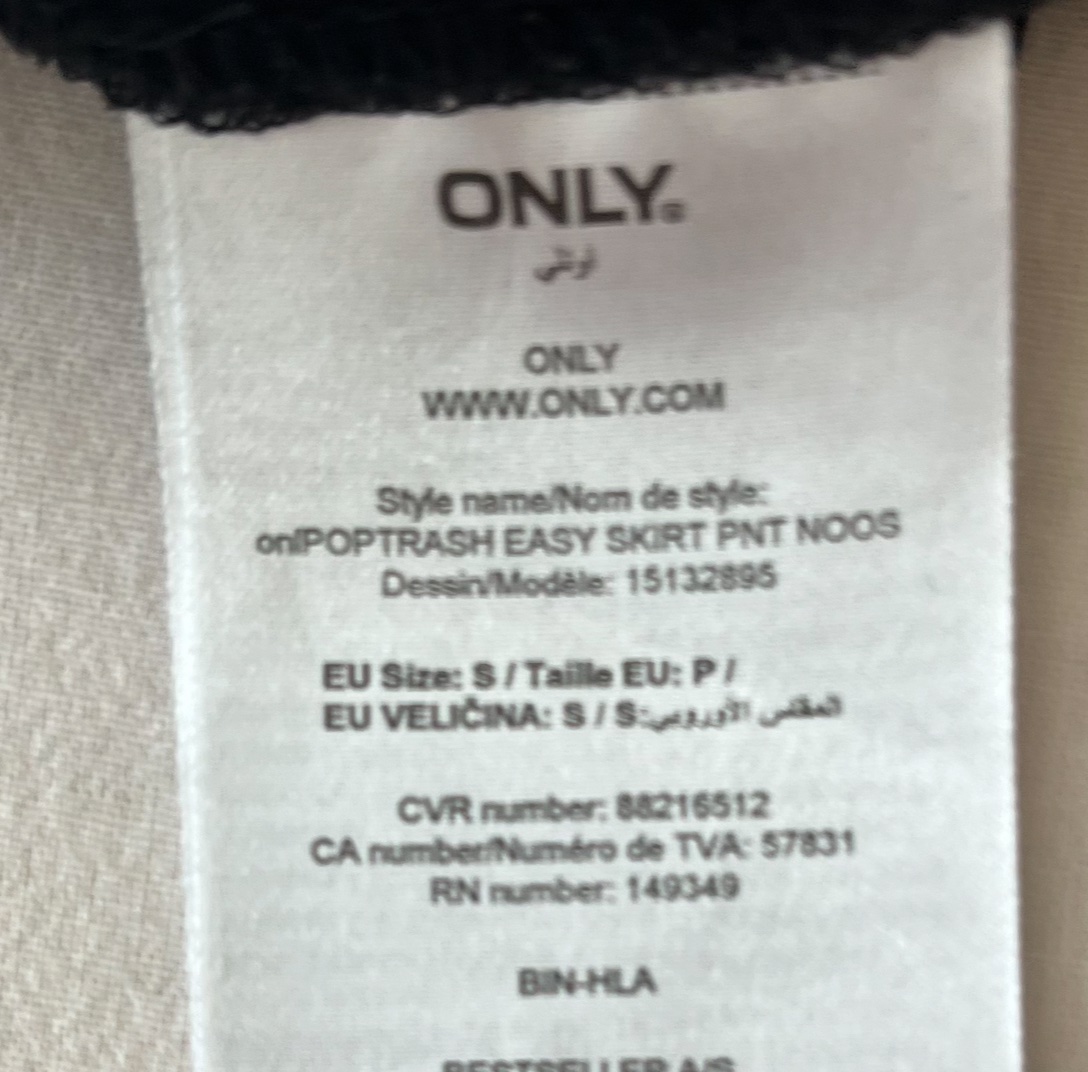 ONLY®
اونلي
ONLY
WWW.ONLY.COM
Style name/Nom de style:
onlPOPTRASH EASY SKIRT PNT NOOS
Dessin/Modèle: 15132895
EU Size: S / Taille EU: P /
EU VELIČINA: S / S:المقاس الأوروبي
CVR number: 88216512
CA number/Numéro de TVA: 57831
RN number: 149349
BIN-HLA
BESTSELLER A/S